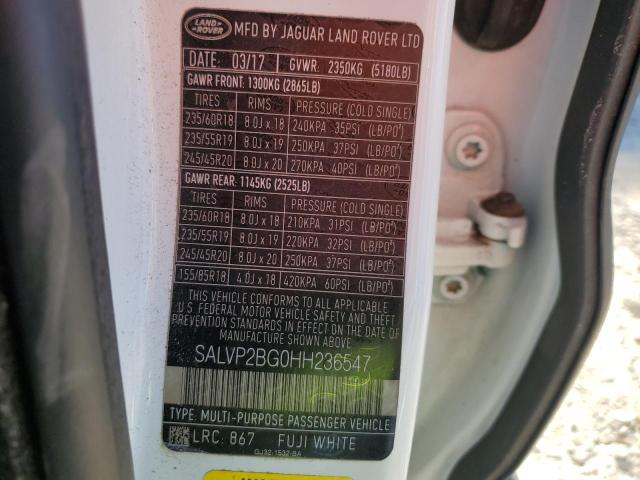 LAND ROVER
MFD BY JAGUAR LAND ROVER LTD
DATE: 03/17 GVWR: 2350KG (5180LB)
GAWR FRONT: 1300KG (2865LB)
TIRES RIMS PRESSURE (COLD SINGLE)
235/60R18 8.0J x 18 240KPA 35PSI (LB/PO²)
235/55R19 8.0J x 19 250KPA 37PSI (LB/PO²)
245/45R20 8.0J x 20 270KPA 40PSI (LB/PO²)
GAWR REAR: 1145KG (2525LB)
TIRES RIMS PRESSURE (COLD SINGLE)
235/60R18 8.0J x 18 210KPA 31PSI (LB/PO²)
235/55R19 8.0J x 19 220KPA 32PSI (LB/PO²)
245/45R20 8.0J x 20 250KPA 37PSI (LB/PO²)
155/85R18 4.0J x 18 420KPA 60PSI (LB/PO²)
THIS VEHICLE CONFORMS TO ALL APPLICABLE
U.S FEDERAL MOTOR VEHICLE SAFETY AND THEFT
PREVENTION STANDARDS IN EFFECT ON THE DATE OF
MANUFACTURE SHOWN ABOVE
SALVP2BG0HH236547
TYPE: MULTI-PURPOSE PASSENGER VEHICLE
LRC: 867 FUJI WHITE
GJ32-1532-BA